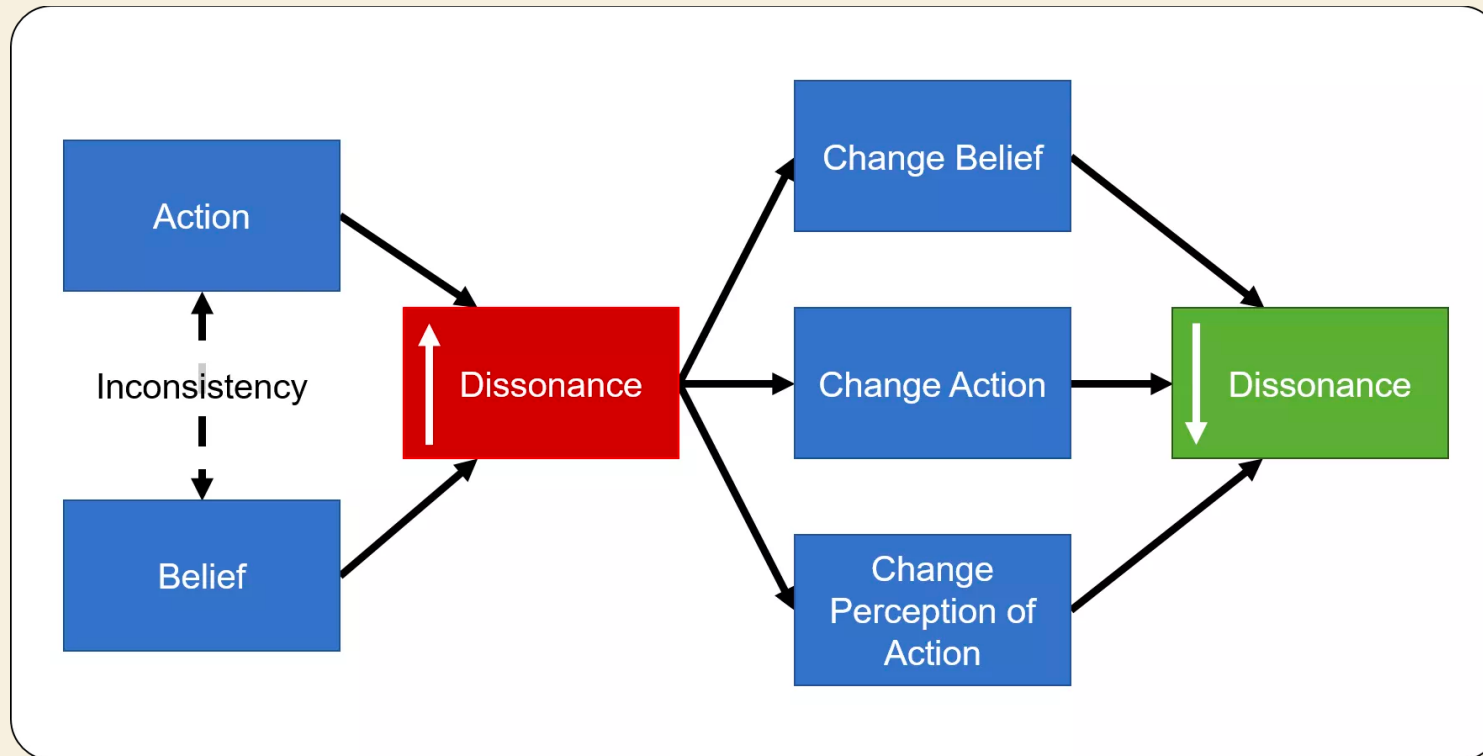 Action
Inconsistency
Belief
Dissonance
Change Belief
Change Action
Change
Perception of
Action
Dissonance